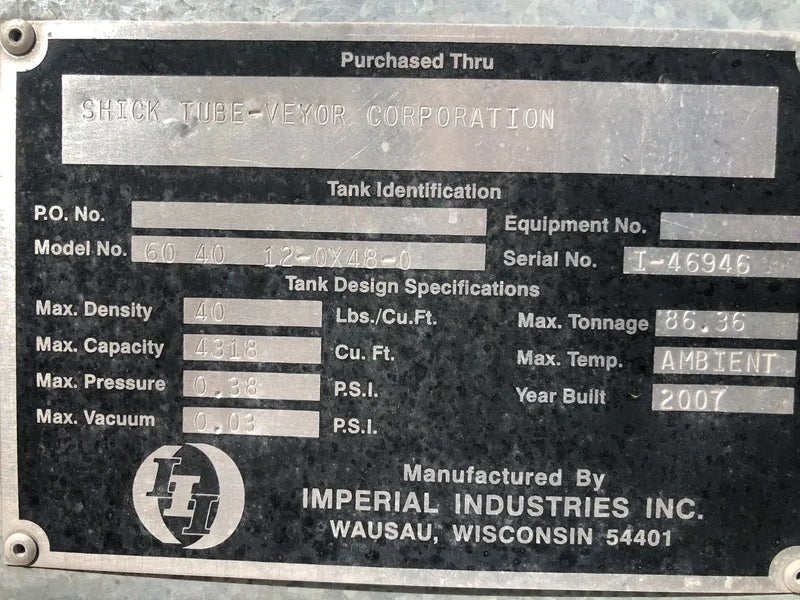 Purchased Thru
SHICK TUBE-VEYOR CORPORATION
Tank Identification
P.O. No. Equipment No.
Model No. 60 40 12-0X48-0 Serial No. I-46946
Tank Design Specifications
Max. Density 40 Lbs./Cu.Ft. Max. Tonnage 86.36
Max. Capacity 4318 Cu. Ft. Max. Temp. AMBIENT
Max. Pressure 0.38 P.S.I. Year Built 2007
Max. Vacuum 0.03 P.S.I.
III
Manufactured By
IMPERIAL INDUSTRIES INC.
WAUSAU, WISCONSIN 54401